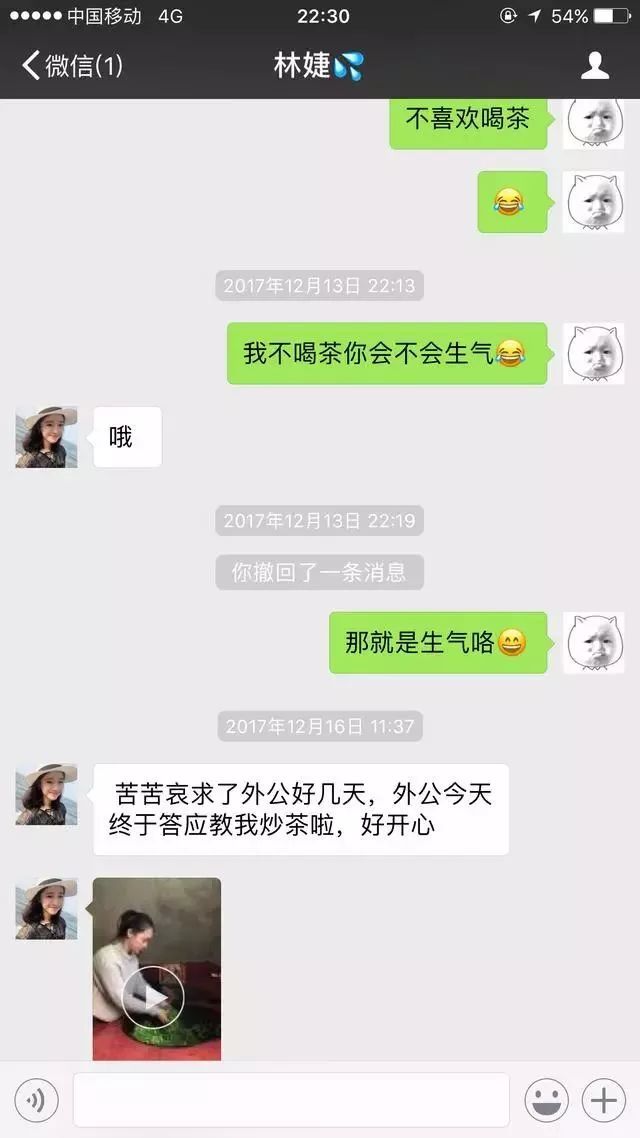 中国移动 4G 22:30 54%
微信(1) 林婕💦
不喜欢喝茶
😂
2017年12月13日 22:13
我不喝茶你会不会生气😂
哦
2017年12月13日 22:19
你撤回了一条消息
那就是生气咯😄
2017年12月16日 11:37
苦苦哀求了外公好几天，外公今天
终于答应教我炒茶啦，好开心